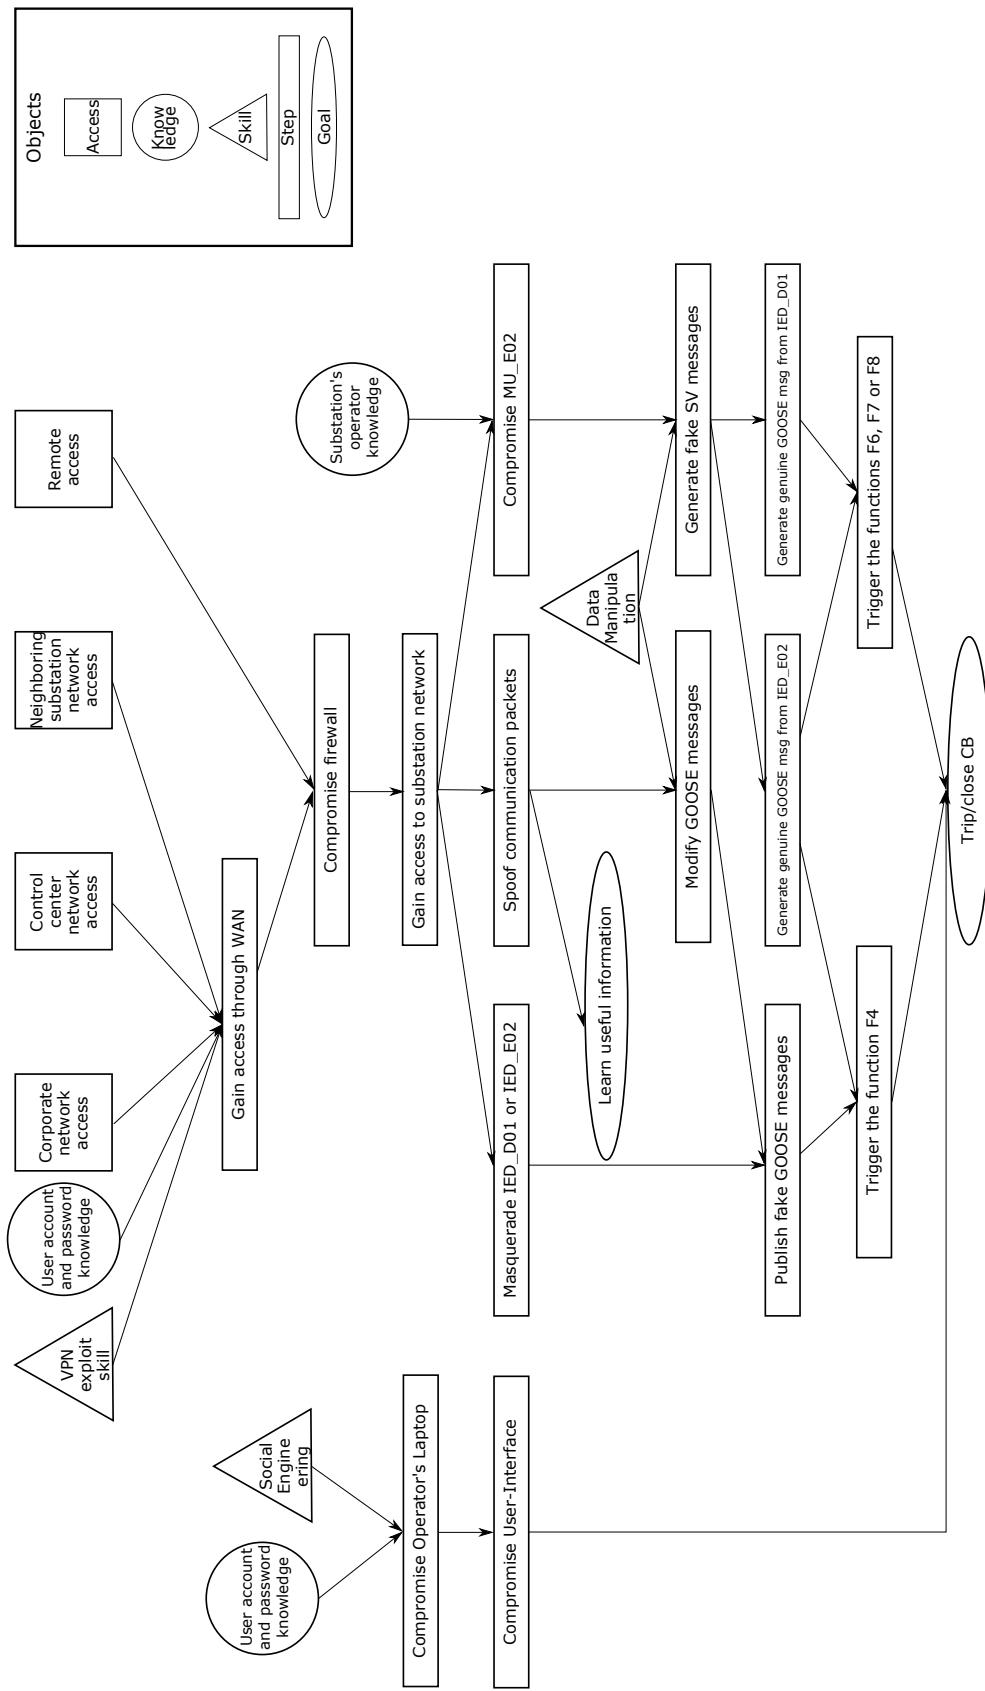 VPN
exploit
skill
User account
and password
knowledge
Corporate
network
access
Control
center
network
access
Neighboring
substation
network
access
Remote
access
Objects
Access
Know
ledge
Skill
Step
Goal
User account
and password
knowledge
Social
Engine
ering
Gain access through WAN
Compromise firewall
Substation's
operator
knowledge
Compromise Operator's Laptop
Gain access to substation network
Compromise User-Interface
Masquerade IED_D01 or IED_E02
Spoof communication packets
Compromise MU_E02
Learn useful information
Data
Manipula
tion
Modify GOOSE messages
Generate fake SV messages
Publish fake GOOSE messages
Generate genuine GOOSE msg from IED_E02
Generate genuine GOOSE msg from IED_D01
Trigger the function F4
Trigger the functions F6, F7 or F8
Trip/close CB